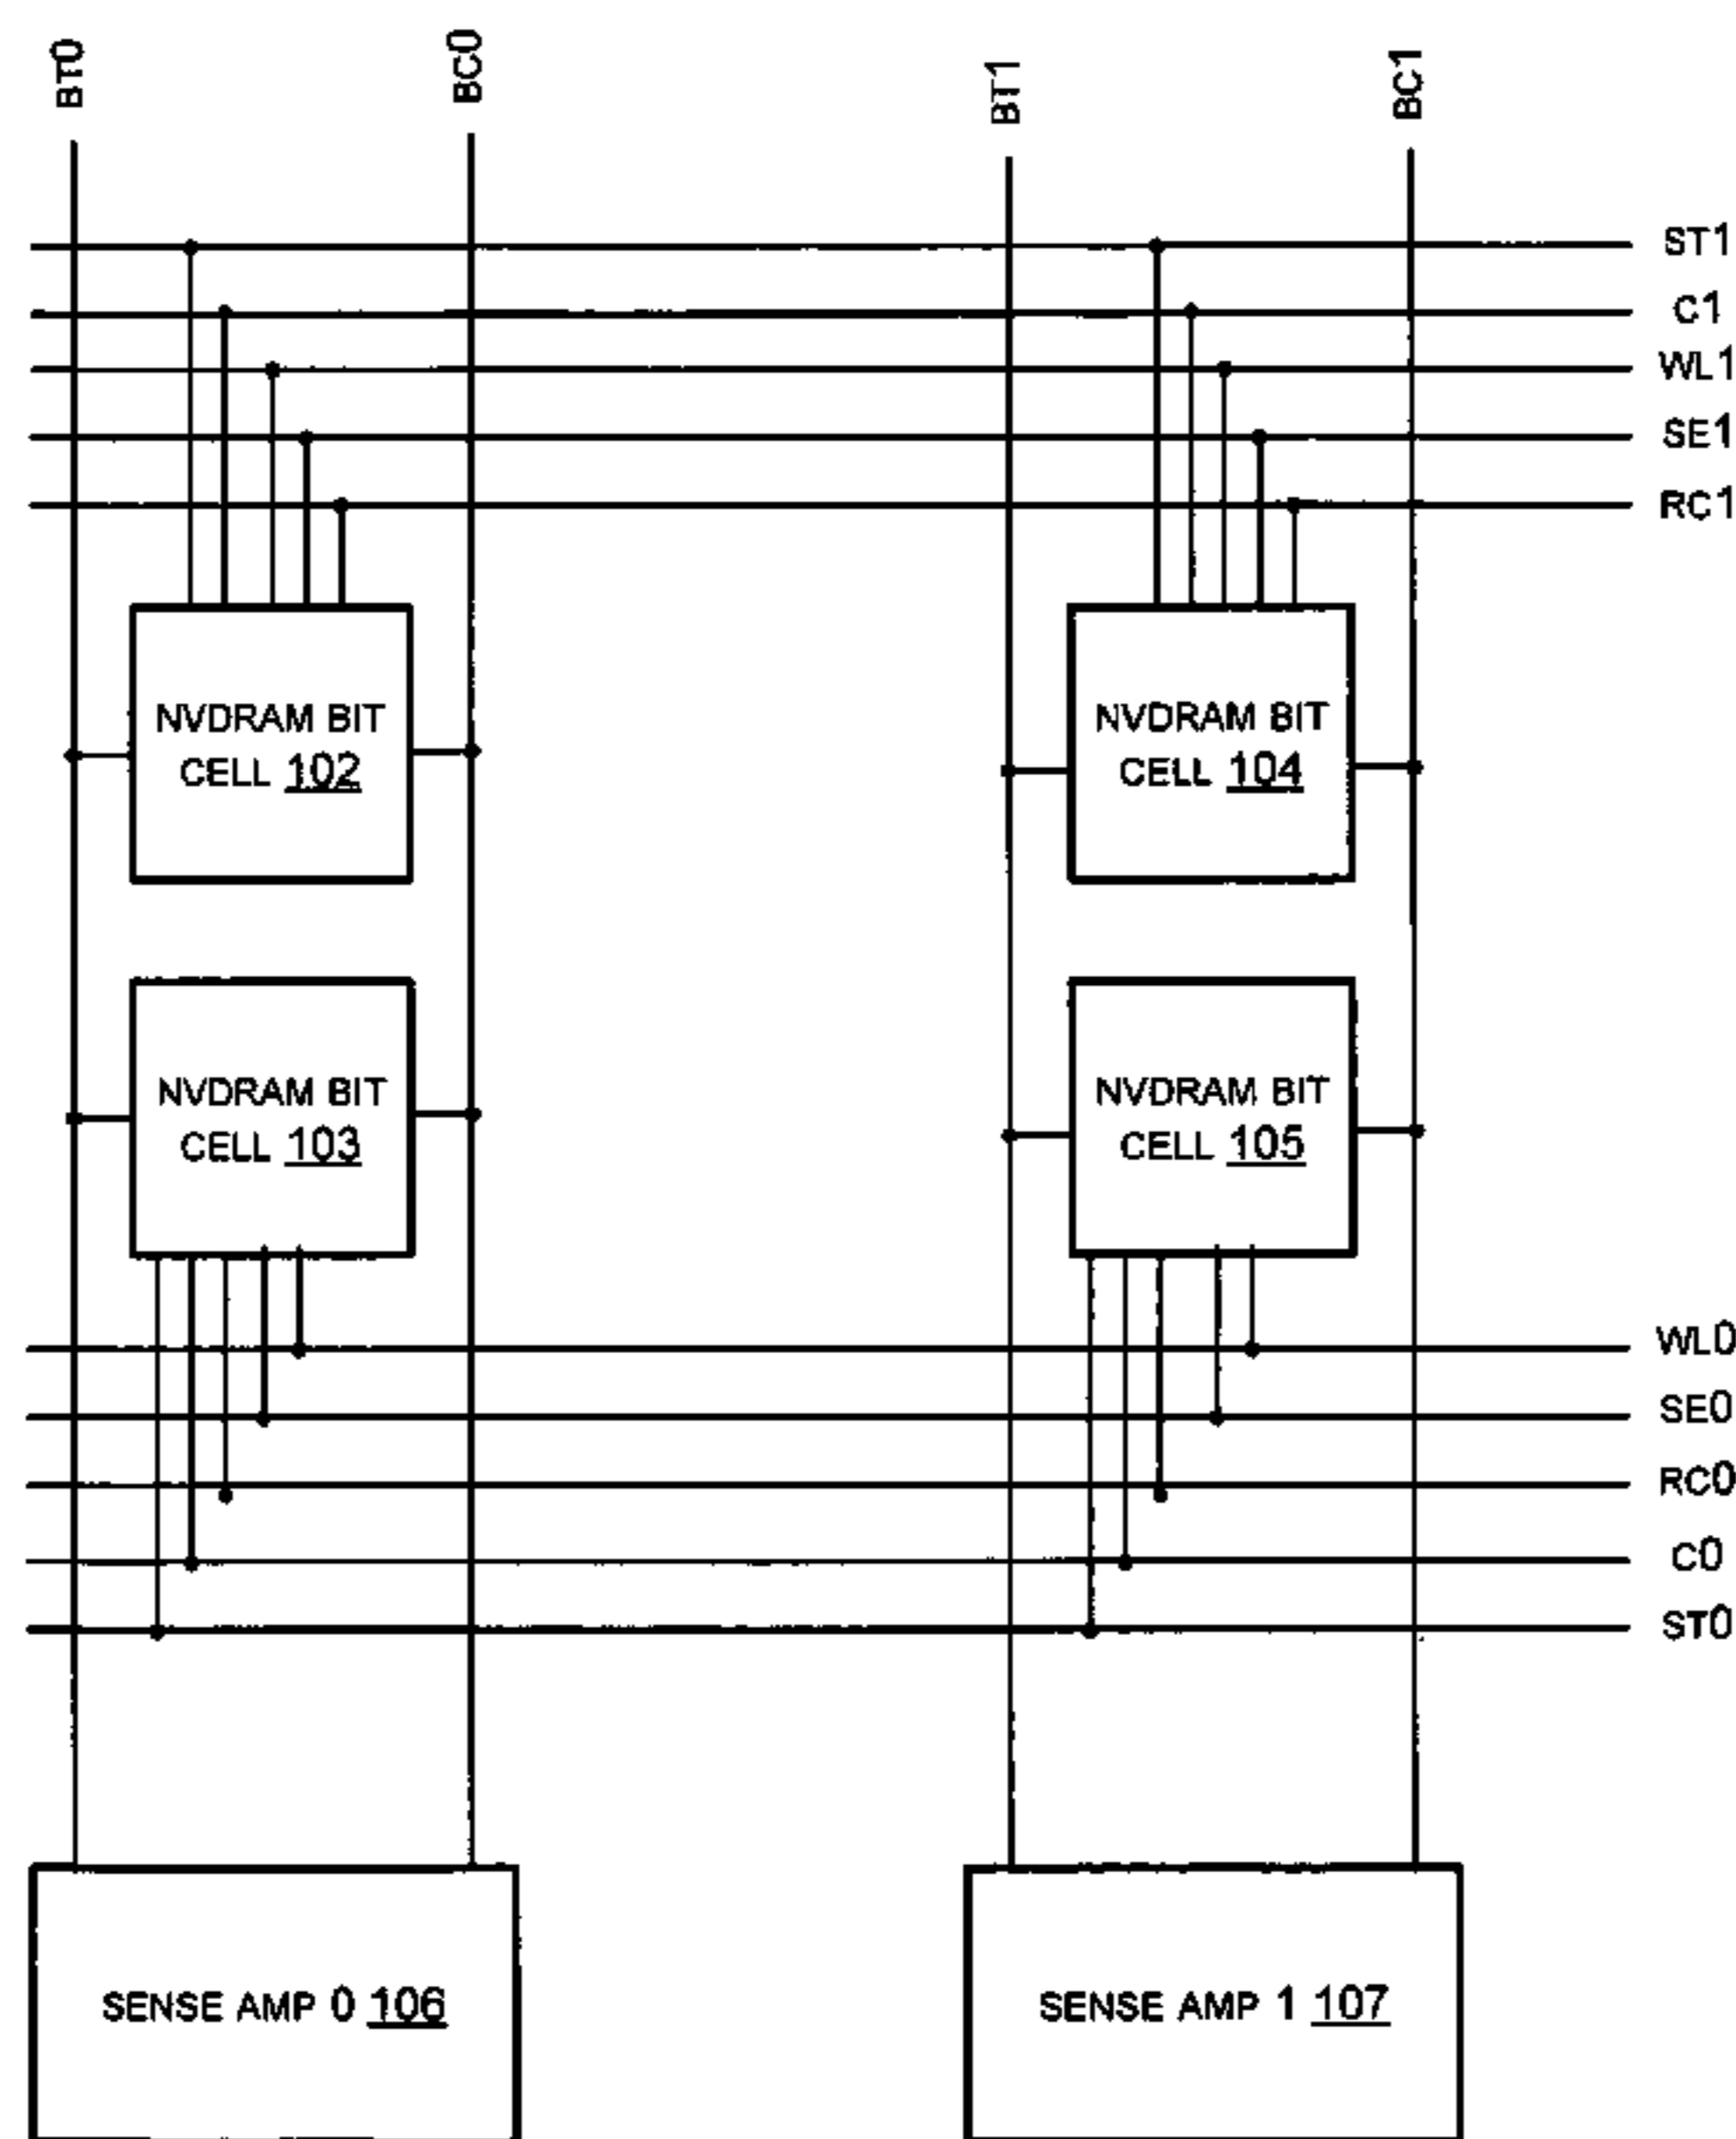 BT0
BC0
BT1
BC1
ST1
C1
WL1
SE1
RC1
NVDRAM BIT
CELL 102
NVDRAM BIT
CELL 104
NVDRAM BIT
CELL 103
NVDRAM BIT
CELL 105
WL0
SE0
RC0
C0
ST0
SENSE AMP 0 106
SENSE AMP 1 107